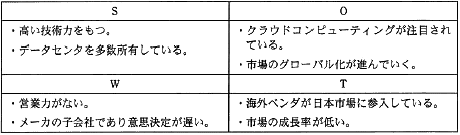 S
・高い技術力をもつ。
・データセンタを多数所有している。
O
・クラウドコンピューティングが注目され
ている。
・市場のグローバル化が進んでいく。
W
・営業力がない。
・メーカの子会社であり意思決定が遅い。
T
・海外ベンダが日本市場に参入している。
・市場の成長率が低い。